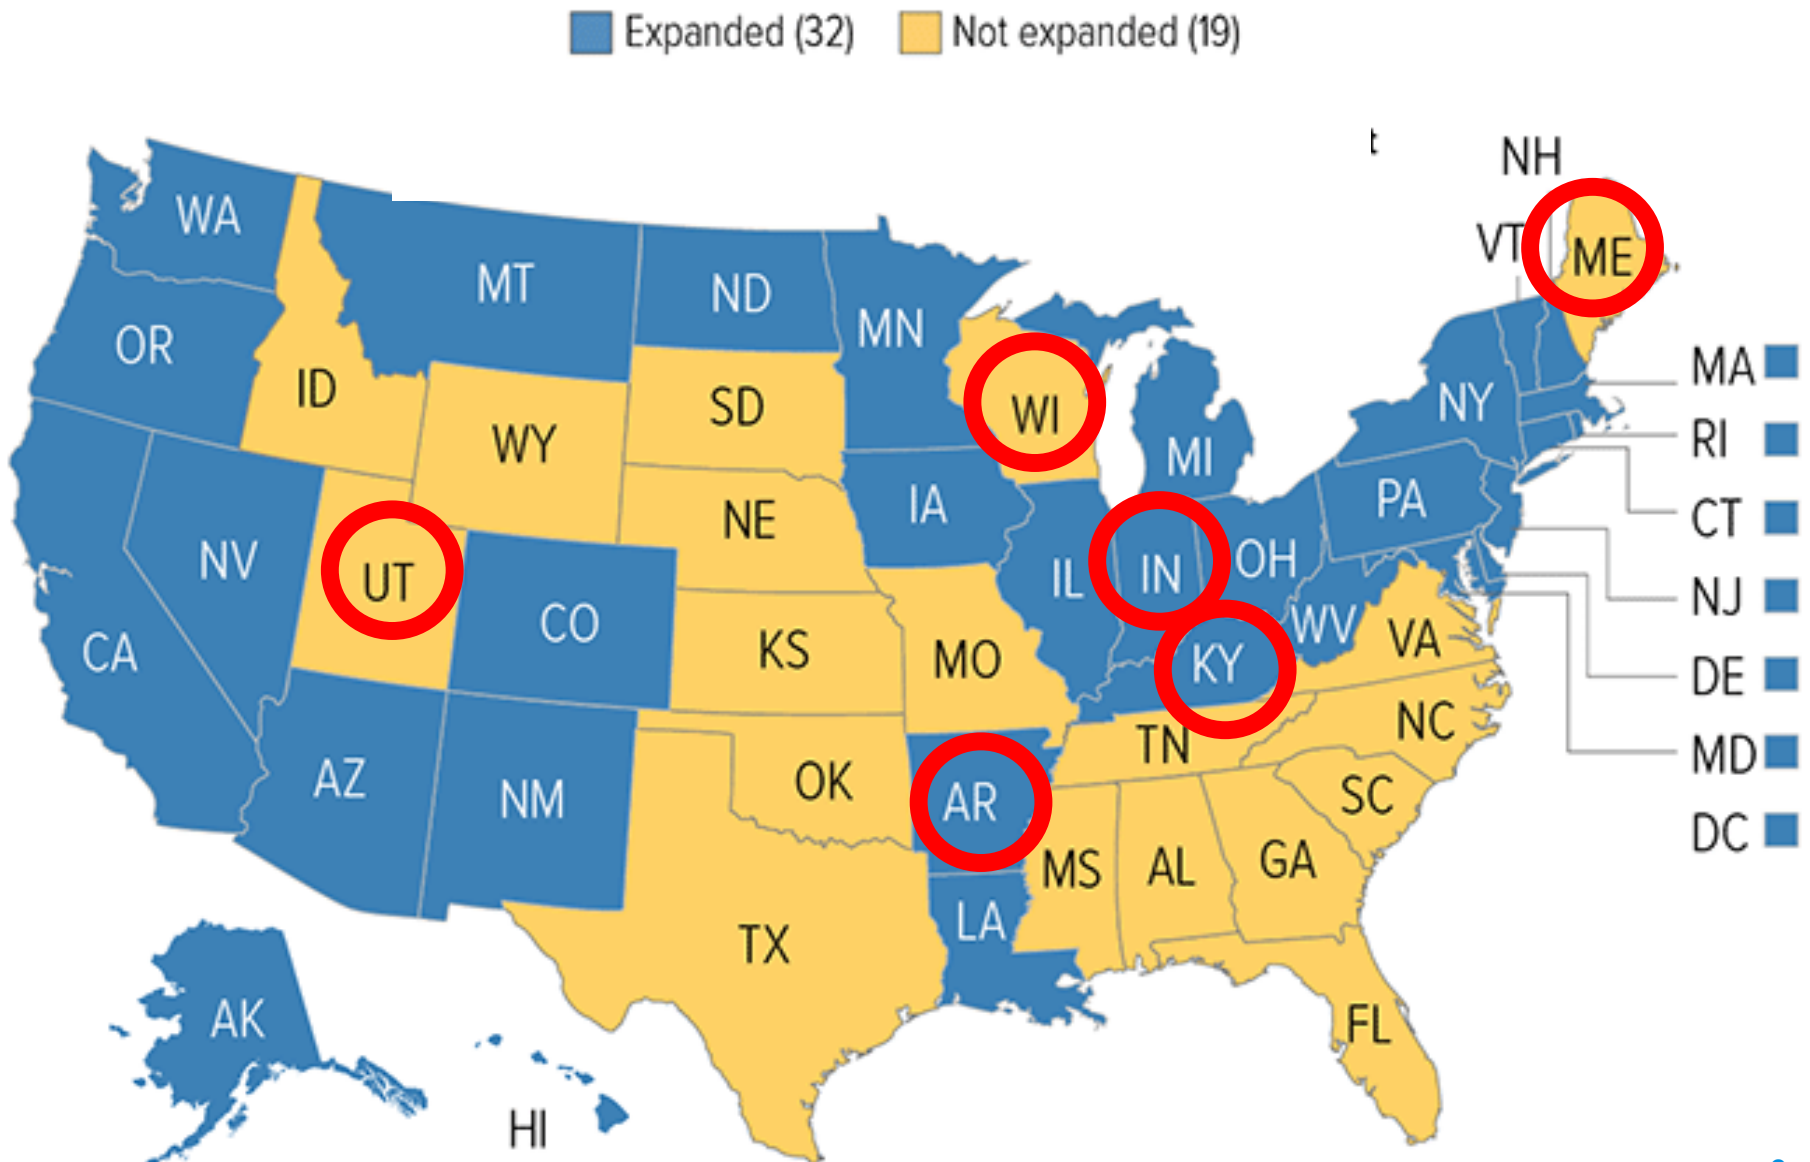 Expanded (32) Not expanded (19)
t
NH
WA
VT
ME
MT
ND
MN
OR
ID
MA
SD
WI
NY
WY
RI
MI
PA
IA
NE
CT
NV
UT
IL
IN
OH
NJ
CO
WV
CA
KS
MO
KY
VA
DE
NC
TN
MD
AZ
OK
NM
AR
SC
DC
MS
AL
GA
LA
TX
AK
FL
HI